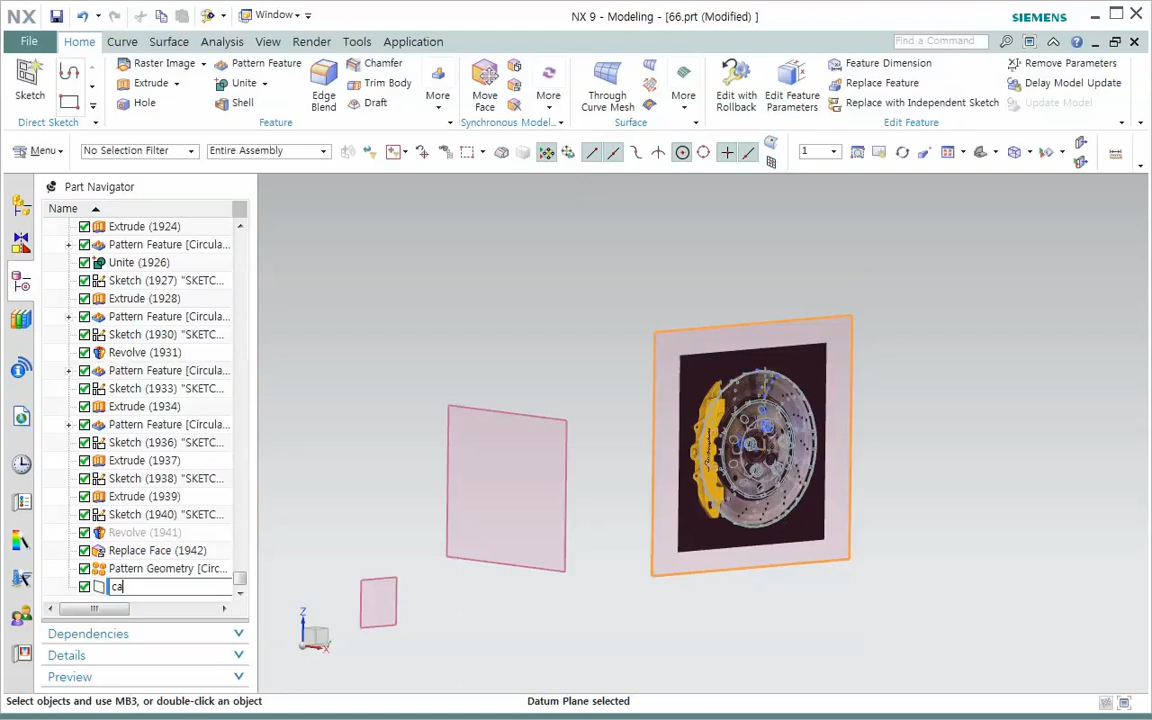 NX
Window
NX 9 - Modeling - [66.prt (Modified) ]
SIEMENS
File
Home
Curve
Surface
Analysis
View
Render
Tools
Application
Find a Command
Sketch
Direct Sketch
Raster Image
Extrude
Hole
Pattern Feature
Unite
Shell
Edge
Blend
Chamfer
Trim Body
Draft
More
Feature
Move
Face
More
Synchronous Model...
Through
Curve Mesh
More
Surface
Edit with
Rollback
Edit Feature
Parameters
Feature Dimension
Replace Feature
Replace with Independent Sketch
Remove Parameters
Delay Model Update
Update Model
Edit Feature
Menu
No Selection Filter
Entire Assembly
1
Part Navigator
Name
Extrude (1924)
Pattern Feature [Circula...
Unite (1926)
Sketch (1927) "SKETC...
Extrude (1928)
Pattern Feature [Circula...
Sketch (1930) "SKETC...
Revolve (1931)
Pattern Feature [Circula...
Sketch (1933) "SKETC...
Extrude (1934)
Pattern Feature [Circula...
Sketch (1936) "SKETC...
Extrude (1937)
Sketch (1938) "SKETC...
Extrude (1939)
Sketch (1940) "SKETC...
Revolve (1941)
Replace Face (1942)
Pattern Geometry [Circ...
ca
Dependencies
Details
Preview
Z
X
Select objects and use MB3, or double-click an object
Datum Plane selected